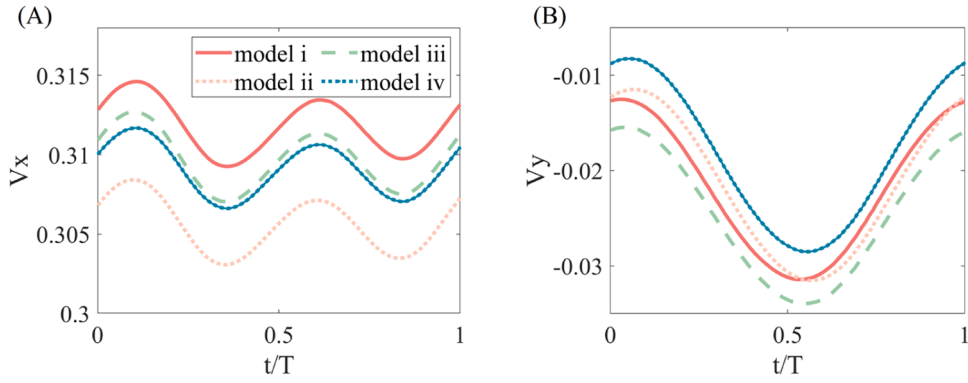 (A)
model i
model iii
model ii
model iv
0.315
0.31
0.305
0.3
Vx
0
0.5
1
t/T
(B)
-0.01
-0.02
-0.03
Vy
0
0.5
1
t/T